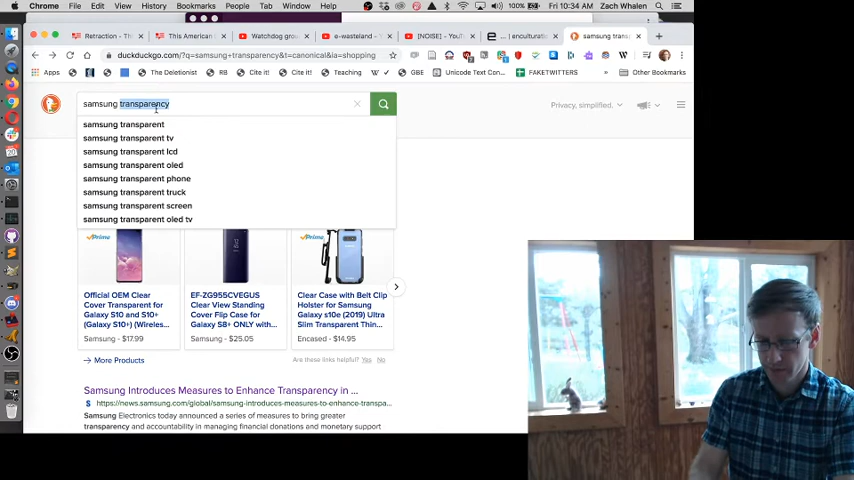 Chrome File Edit View History Bookmarks People Tab Window Help Fri 10:34 AM Zach Whalen
Retraction - Thi This American Watchdog grou e-wasteland - [NOISE] - YouT ( enculturatio samsung trans
duckduckgo.com/?q=samsung+transparency&t=canonical&ia=shopping
Apps The Deletionist RB Cite it! Cite it! Teaching GBE Unicode Text Con... FAKETWITTERS Other Bookmarks
samsung transparency
Privacy, simplified.
samsung transparent
samsung transparent tv
samsung transparent lcd
samsung transparent oled
samsung transparent phone
samsung transparent truck
samsung transparent screen
samsung transparent oled tv
Prime
Prime
Official OEM Clear
Cover Transparent for
Galaxy S10 and S10+
(Galaxy S10+) (Wireles...
Samsung - $17.99
EF-ZG955CVEGUS
Clear View Standing
Cover Flip Case for
Galaxy S8+ ONLY with...
Samsung - $25.05
Clear Case with Belt Clip
Holster for Samsung
Galaxy s10e (2019) Ultra
Slim Transparent Thin...
Encased - $14.95
More Products
Are these links helpful? Yes No
Samsung Introduces Measures to Enhance Transparency in ...
https://news.samsung.com/global/samsung-introduces-measures-to-enhance-transpa...
Samsung Electronics today announced a series of measures to bring greater
transparency and accountability in managing financial donations and monetary support